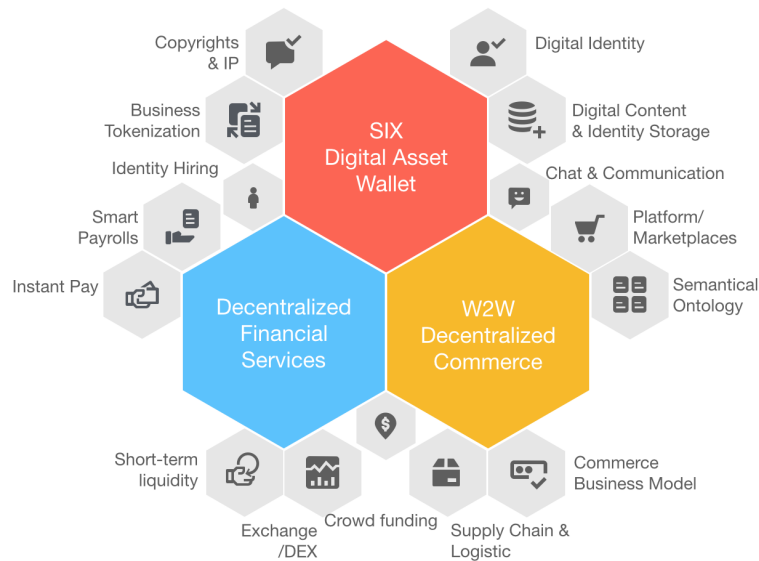 Copyrights
& IP
Digital Identity
Business
Tokenization
Digital Content
& Identity Storage
SIX
Digital Asset
Wallet
Identity Hiring
Chat & Communication
Smart
Payrolls
Platform/
Marketplaces
Instant Pay
Semantical
Ontology
Decentralized
Financial
Services
W2W
Decentralized
Commerce
$
Short-term
liquidity
Commerce
Business Model
Exchange
/DEX
Crowd funding
Supply Chain &
Logistic